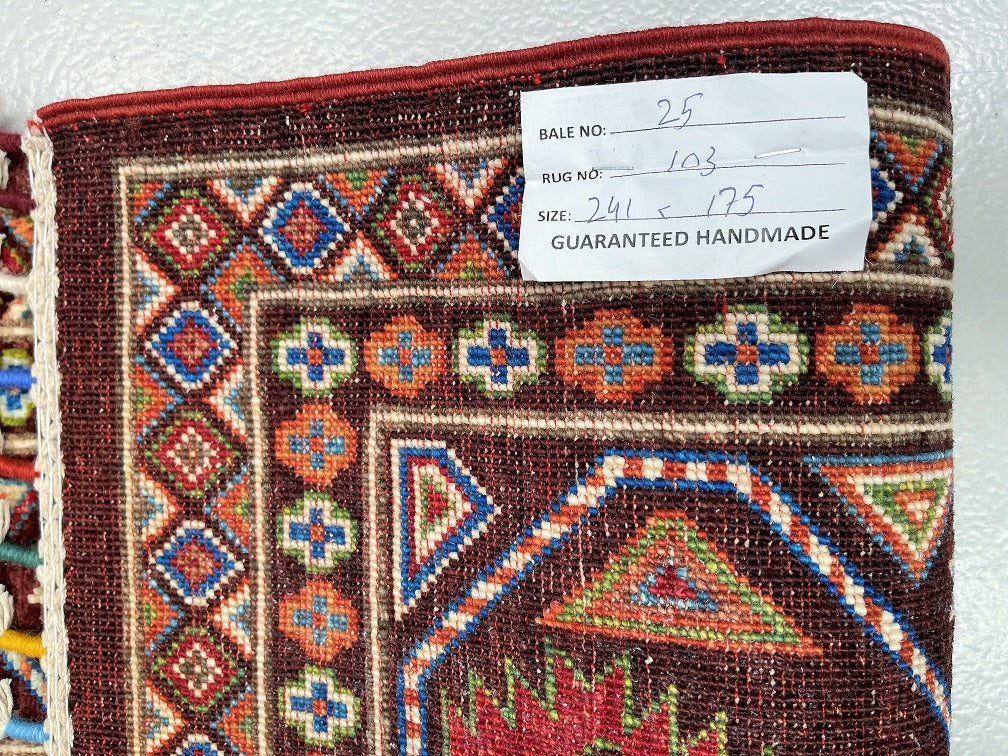 BALE NO: 25
RUG NO: 103
SIZE: 241 × 175
GUARANTEED HANDMADE